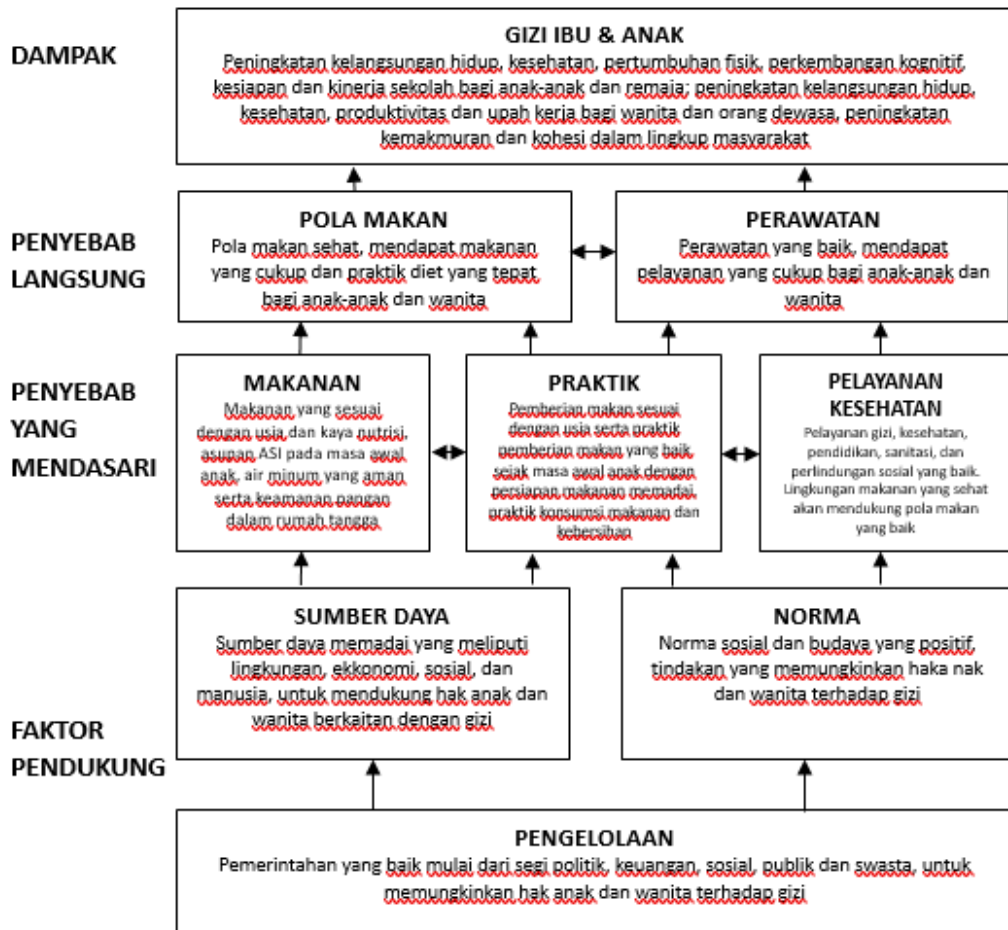 DAMPAK
GIZI IBU & ANAK
Peningkatan kelangsungan hidup, kesehatan, pertumbuhan fisik, perkembangan kognitif,
kesiapan dan kinerja sekolah bagi anak-anak dan remaja; peningkatan kelangsungan hidup,
kesehatan, produktivitas dan upah kerja bagi wanita dan orang dewasa, peningkatan
kemakmuran dan kohesi dalam lingkup masyarakat
PENYEBAB
LANGSUNG
POLA MAKAN
Pola makan sehat, mendapat makanan
yang cukup dan praktik diet yang tepat
bagi anak-anak dan wanita
PERAWATAN
Perawatan yang baik, mendapat
pelayanan yang cukup bagi anak-anak dan
wanita
PENYEBAB
YANG
MENDASARI
MAKANAN
Makanan yang sesuai
dengan usia dan kaya nutrisi,
asupan ASI pada masa awal
anak, air minum yang aman
serta keamanan pangan
dalam rumah tangga
PRAKTIK
Pemberian makan sesuai
dengan usia serta praktik
pemberian makan yang baik
sejak masa awal anak dengan
persiapan makanan memadai,
praktik konsumsi makanan dan
kebersihan
PELAYANAN
KESEHATAN
Pelayanan gizi, kesehatan,
pendidikan, sanitasi, dan
perlindungan sosial yang baik.
Lingkungan makanan yang sehat
akan mendukung pola makan
yang baik
FAKTOR
PENDUKUNG
SUMBER DAYA
Sumber daya memadai yang meliputi
lingkungan, ekkonomi, sosial, dan
manusia, untuk mendukung hak anak dan
wanita berkaitan dengan gizi
NORMA
Norma sosial dan budaya yang positif,
tindakan yang memungkinkan haka nak
dan wanita terhadap gizi
PENGELOLAAN
Pemerintahan yang baik mulai dari segi politik, keuangan, sosial, publik dan swasta, untuk
memungkinkan hak anak dan wanita terhadap gizi